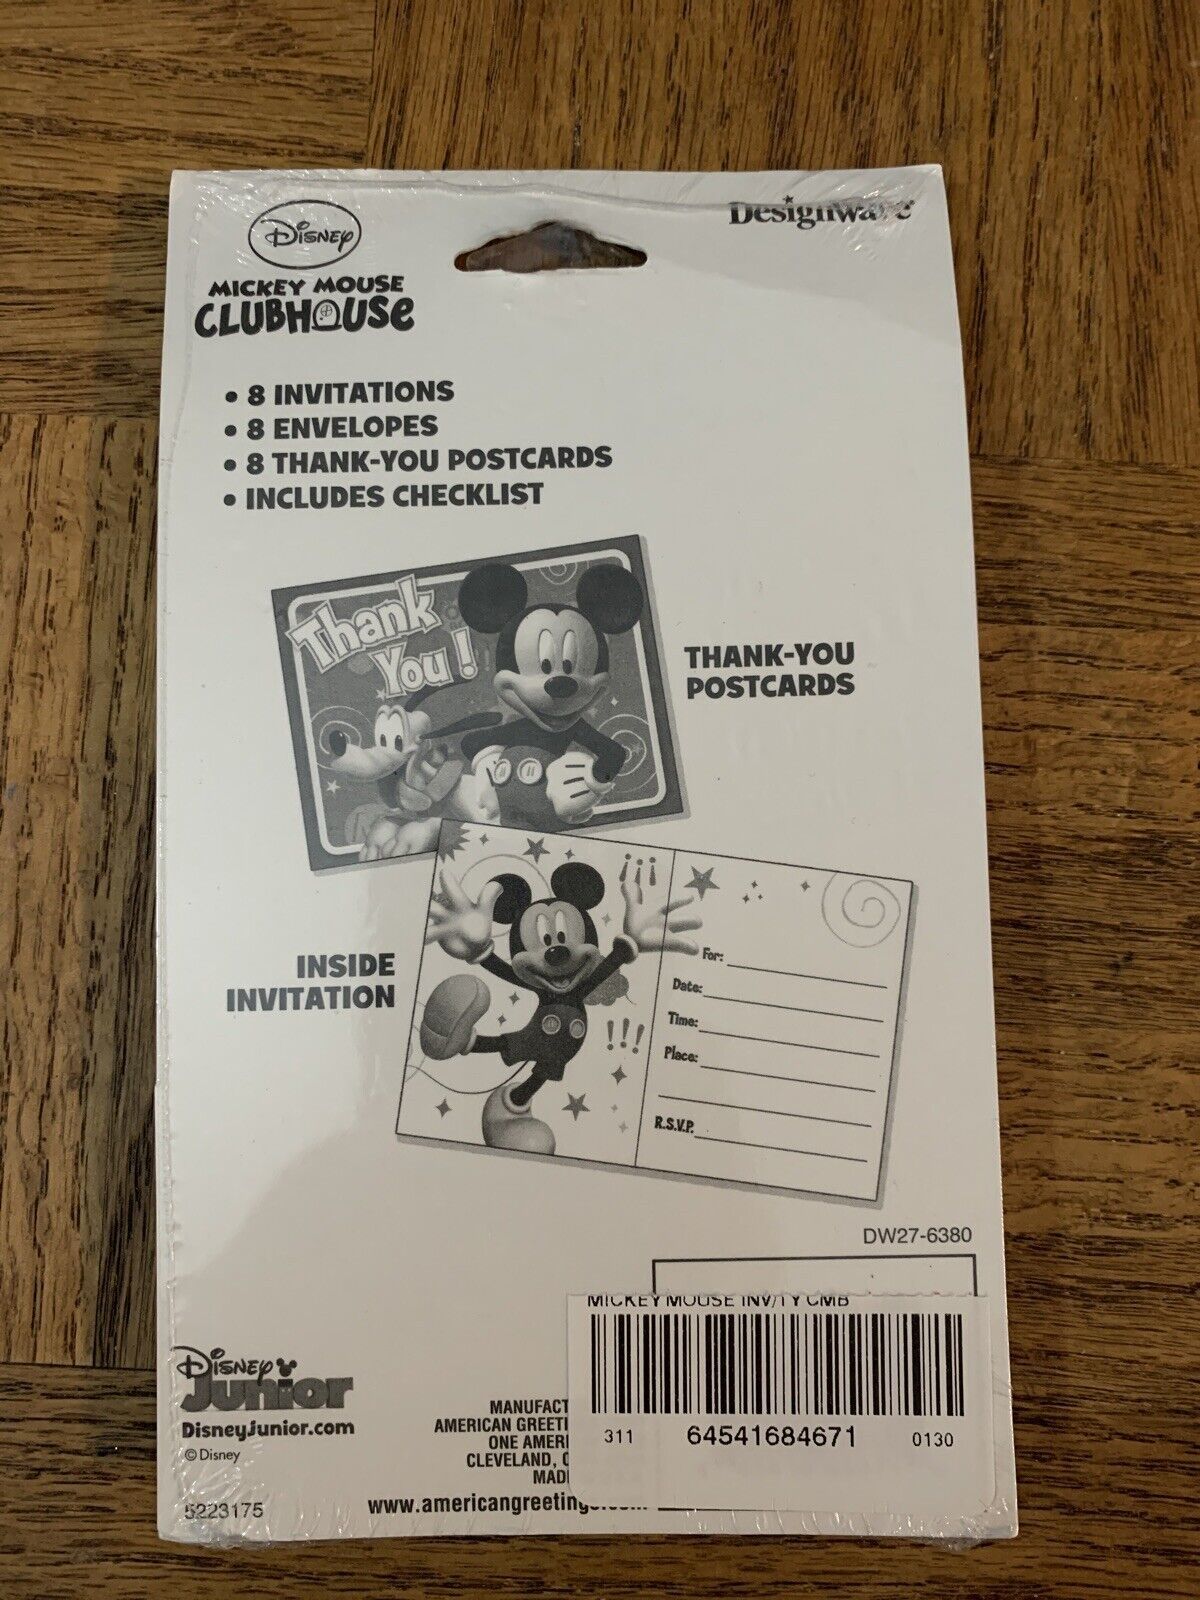 Disney
DesignWare
MICKEY MOUSE
CLUBHOUSE
• 8 INVITATIONS
• 8 ENVELOPES
• 8 THANK-YOU POSTCARDS
• INCLUDES CHECKLIST
Thank
You!
THANK-YOU
POSTCARDS
INSIDE
INVITATION
For:
Date:
Time:
Place:
R.S.V.P.
DW27-6380
MICKEY MOUSE INV/TY CMB
311 64541684671 0130
Disney
Junior
DisneyJunior.com
© Disney
MANUFACT
AMERICAN GREETI
ONE AMERI
CLEVELAND,
MAD
www.americangreetings.com
5223175